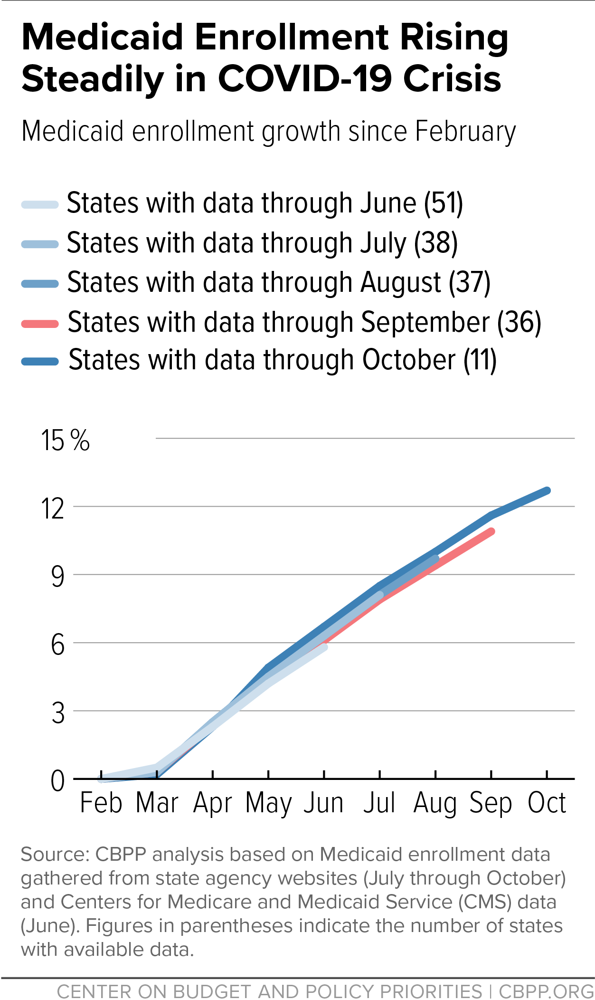 Medicaid Enrollment Rising
Steadily in COVID-19 Crisis
Medicaid enrollment growth since February
States with data through June (51)
States with data through July (38)
States with data through August (37)
States with data through September (36)
States with data through October (11)
15 %
12
9
6
3
0
Feb Mar Apr May Jun Jul Aug Sep Oct
Source: CBPP analysis based on Medicaid enrollment data
gathered from state agency websites (July through October)
and Centers for Medicare and Medicaid Service (CMS) data
(June). Figures in parentheses indicate the number of states
with available data.
CENTER ON BUDGET AND POLICY PRIORITIES | CBPP.ORG